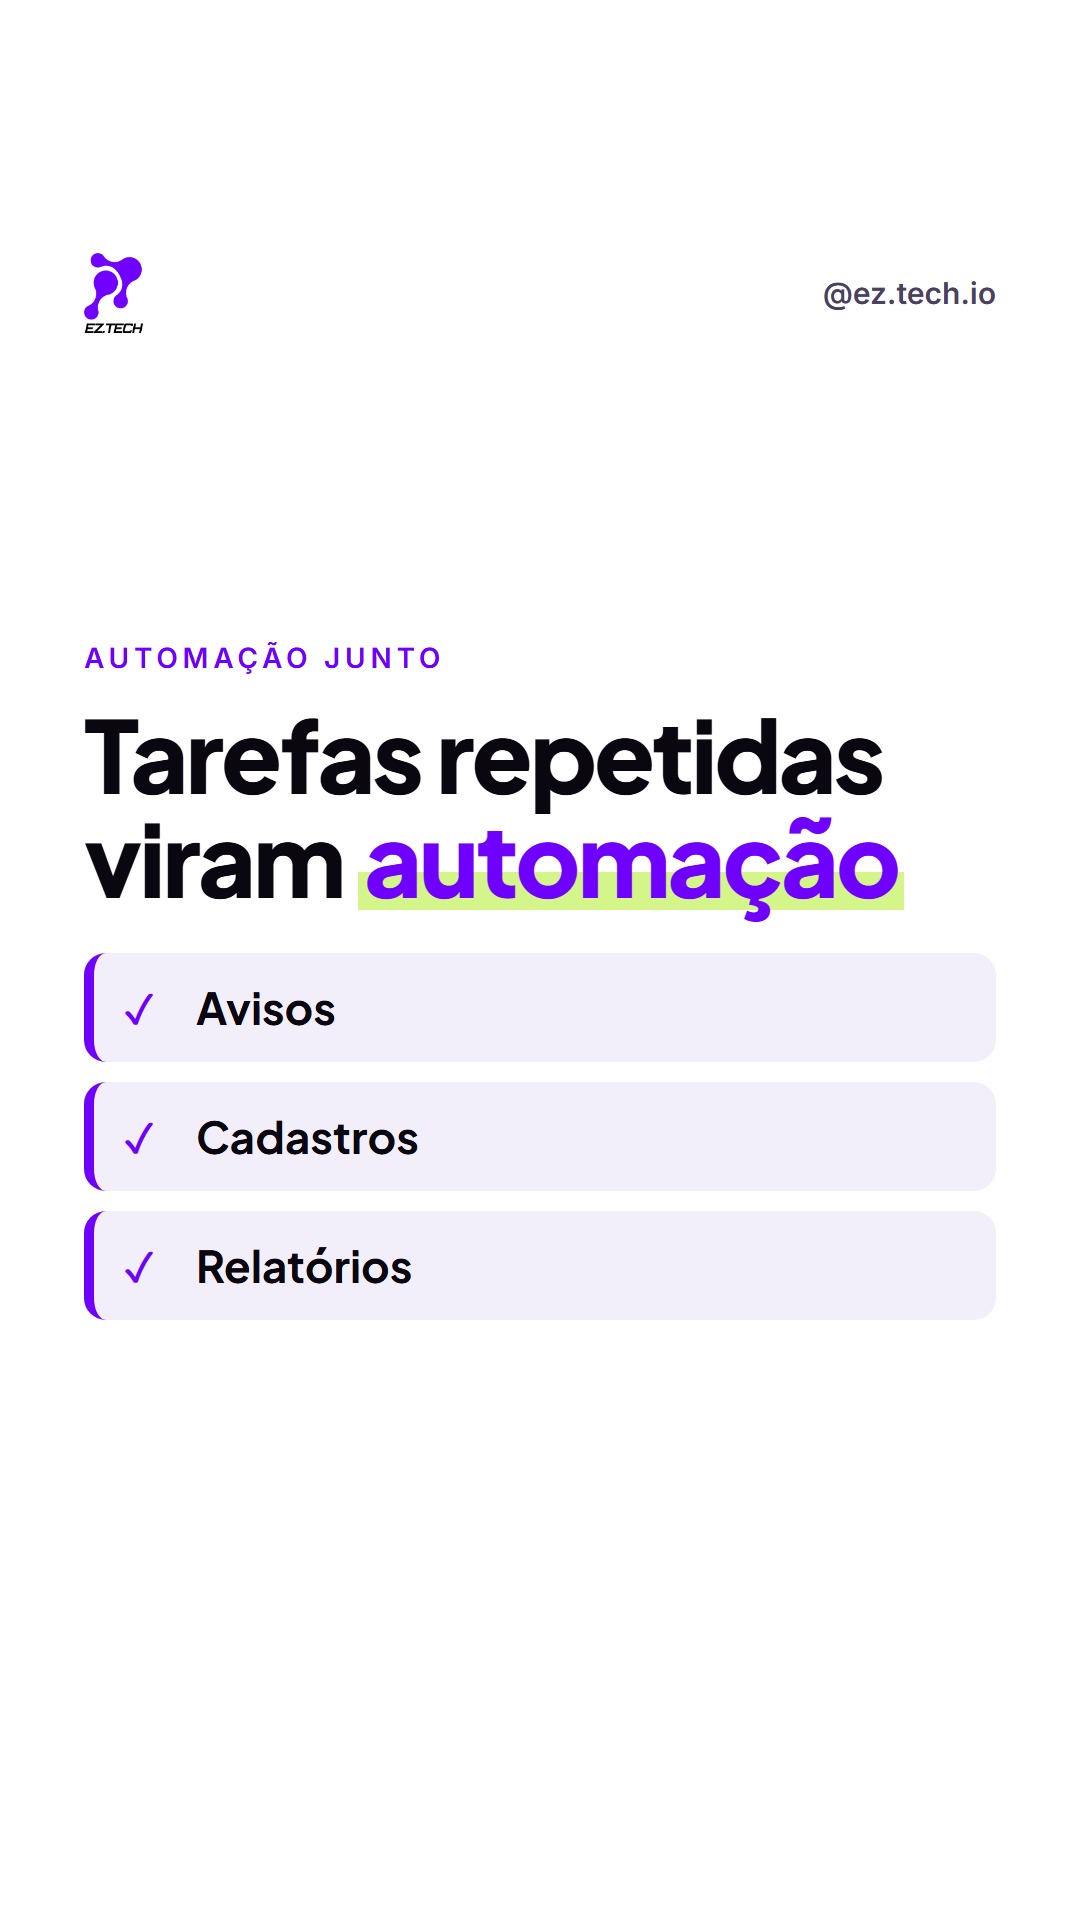 EZ.TECH
@ez.tech.io
AUTOMAÇÃO JUNTO
Tarefas repetidas
viram automação
✓ Avisos
✓ Cadastros
✓ Relatórios